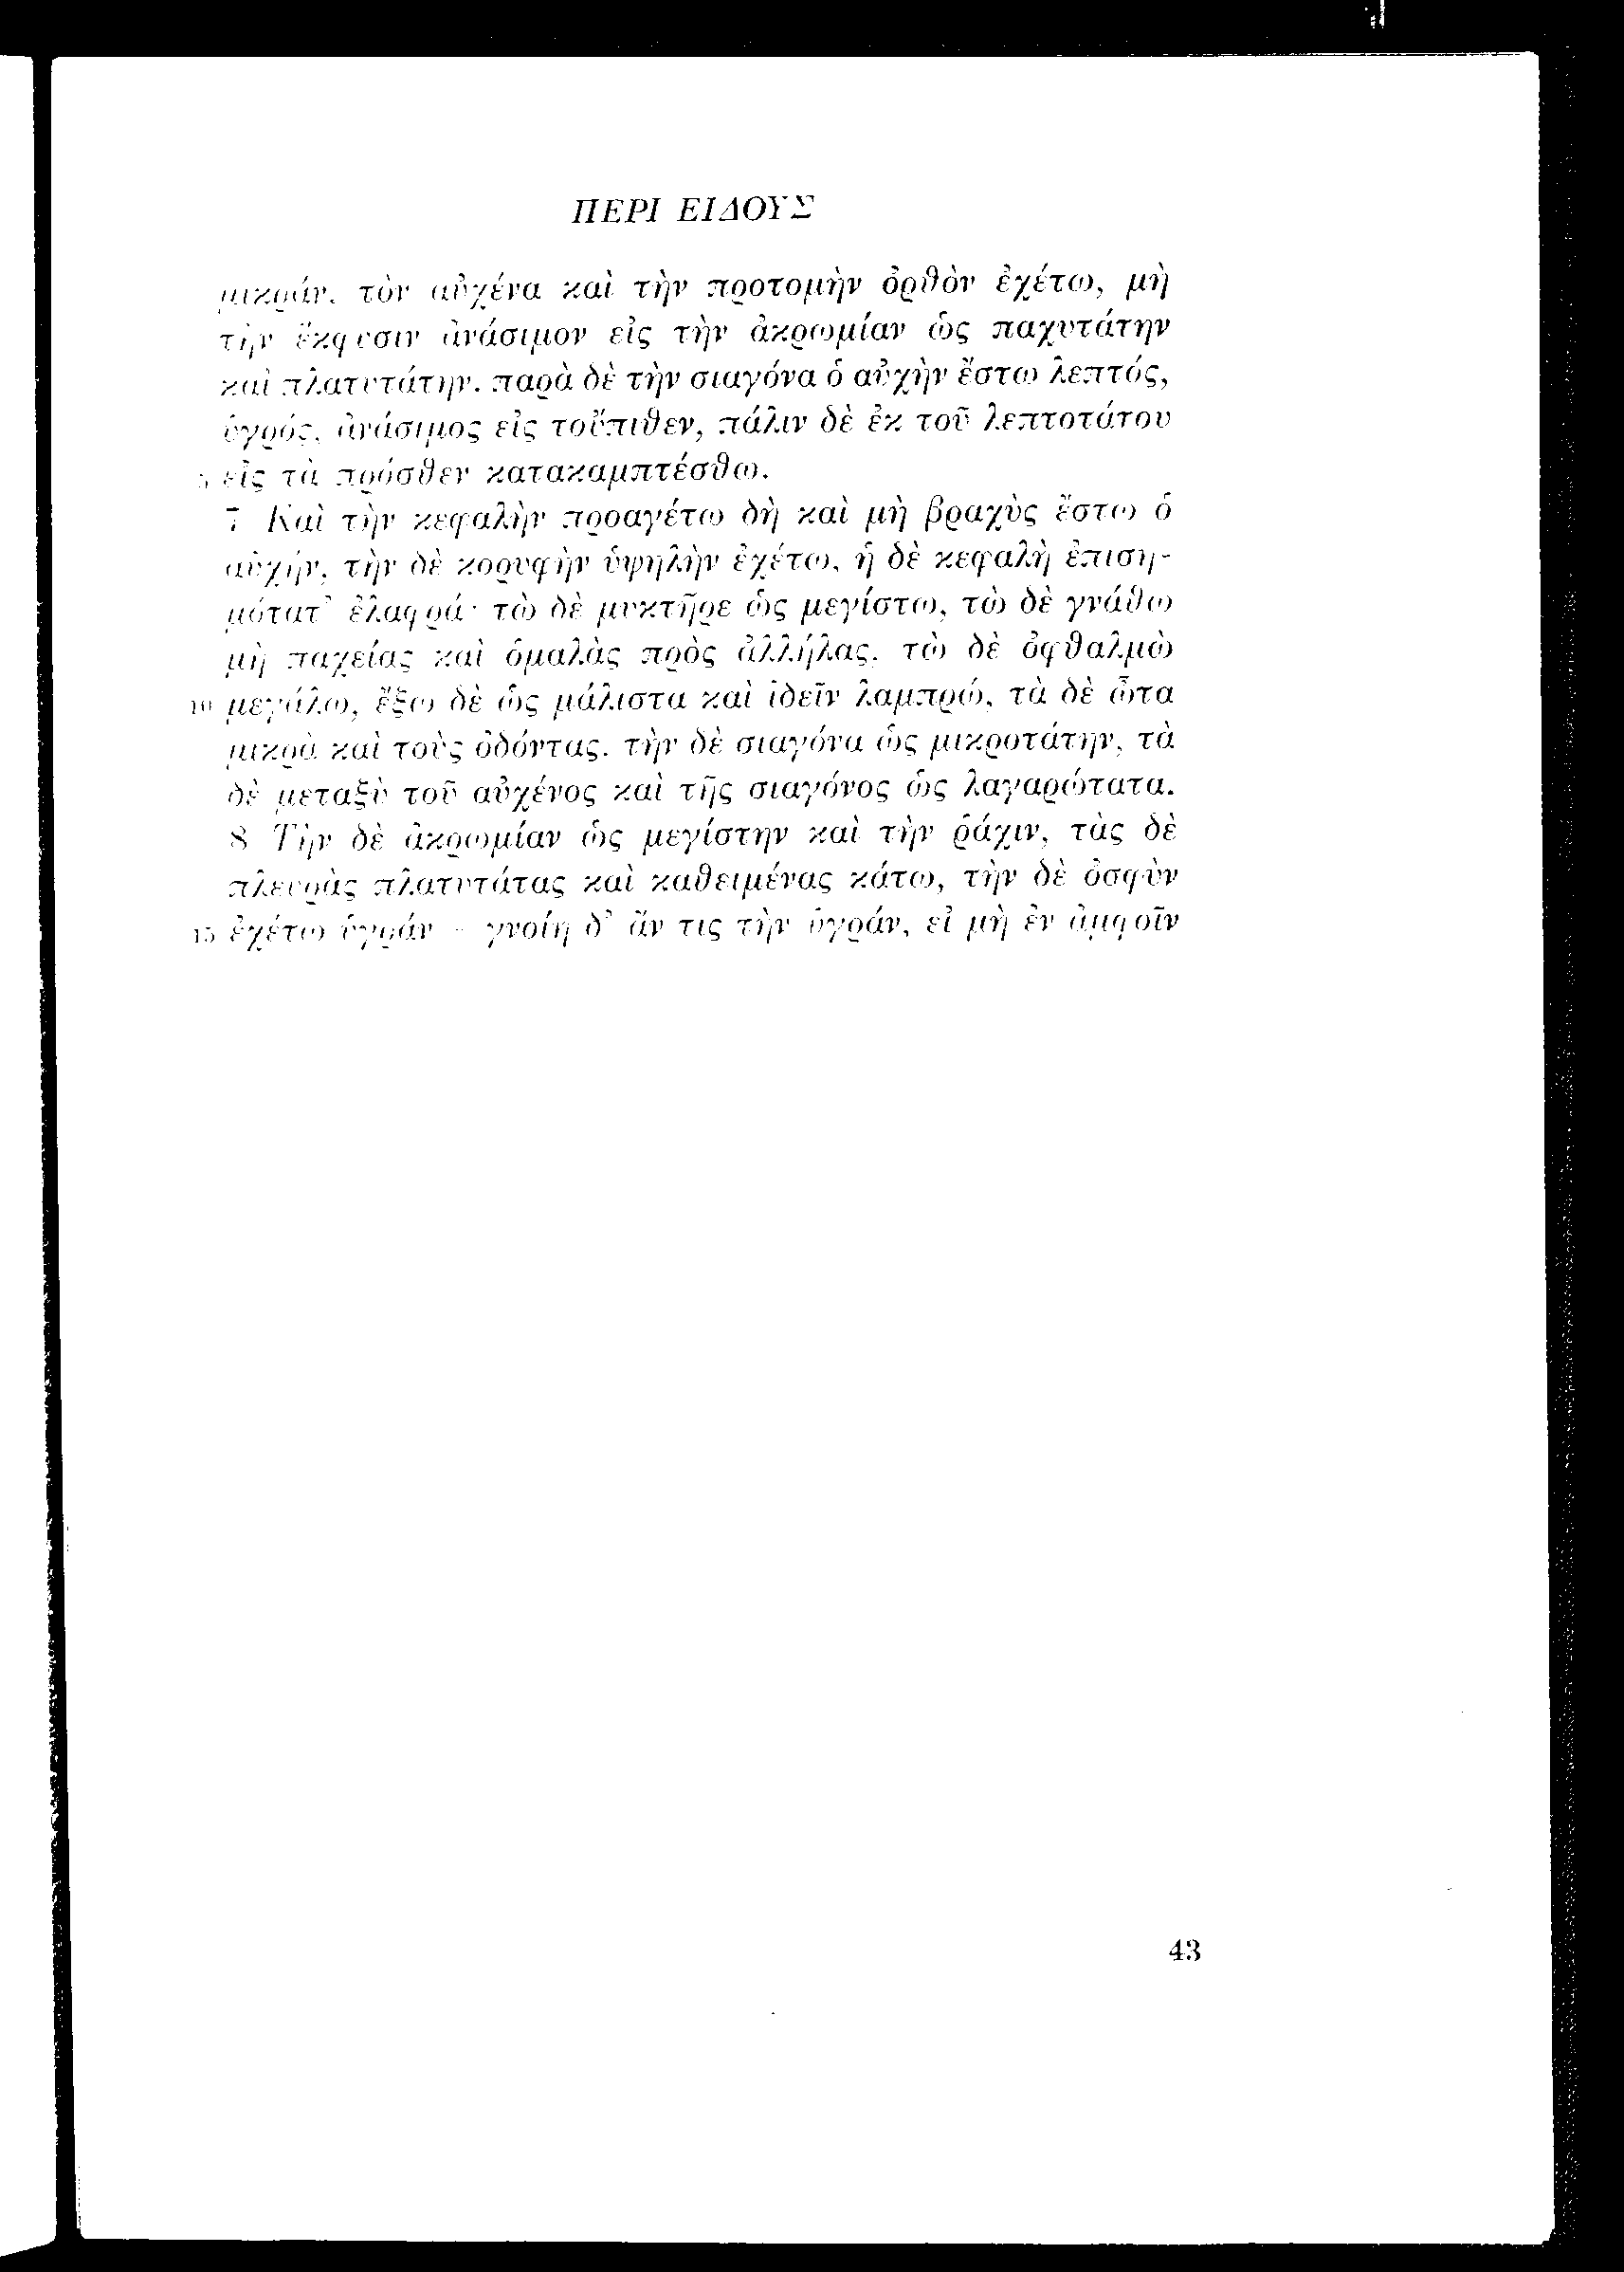 ΠΕΡΙ ΕΙΔΟΥΣ
μικράν. τὸν αὐχένα καὶ τὴν προτομὴν ὀρθὸν ἐχέτω, μὴ
τὴν ἔκφυσιν ἀνάσιμον εἰς τὴν ἀκρωμίαν ὡς παχυτάτην
καὶ πλατυτάτην. παρὰ δὲ τὴν σιαγόνα ὁ αὐχὴν ἔστω λεπτός,
ὑγρός, ἀνάσιμος εἰς τοὔπιθεν, πάλιν δὲ ἐκ τοῦ λεπτοτάτου
5 εἰς τὰ πρόσθεν κατακαμπτέσθω.
7 Καὶ τὴν κεφαλὴν προαγέτω δὴ καὶ μὴ βραχὺς ἔστω ὁ
αὐχήν, τὴν δὲ κορυφὴν ὑψηλὴν ἐχέτω, ἡ δὲ κεφαλὴ ἐπιση-
μότατ’ ἐλαφρά· τὼ δὲ μυκτῆρε ὡς μεγίστω, τὼ δὲ γνάθω
μὴ παχείας καὶ ὁμαλὰς πρὸς ἀλλήλας, τὼ δὲ ὀφθαλμὼ
10 μεγάλω, ἔξω δὲ ὡς μάλιστα καὶ ἰδεῖν λαμπρώ, τὰ δὲ ὦτα
μικρὰ καὶ τοὺς ὀδόντας. τὴν δὲ σιαγόνα ὡς μικροτάτην, τὰ
δὲ μεταξὺ τοῦ αὐχένος καὶ τῆς σιαγόνος ὡς λαγαρώτατα.
8 Τὴν δὲ ἀκρωμίαν ὡς μεγίστην καὶ τὴν ῥάχιν, τὰς δὲ
πλευρὰς πλατυτάτας καὶ καθειμένας κάτω, τὴν δὲ ὀσφὺν
15 ἐχέτω ὑγράν – γνοίη δ’ ἄν τις τὴν ὑγράν, εἰ μὴ ἐν ἀμφοῖν
43